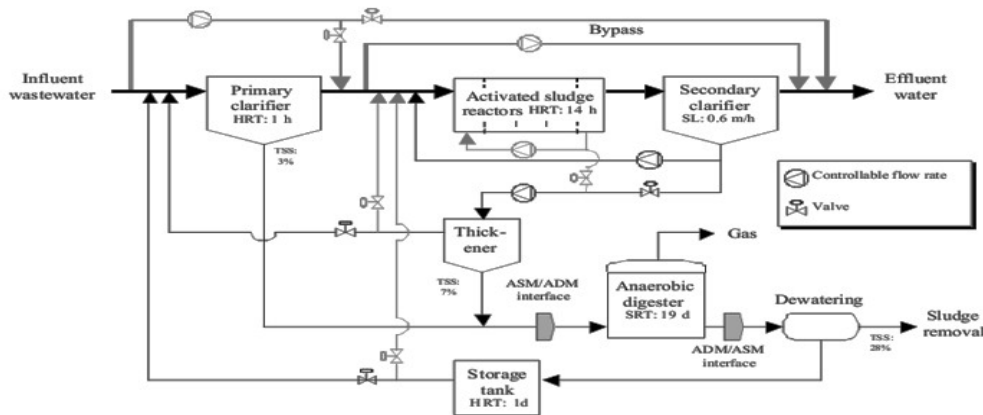 Bypass
Influent
wastewater
Primary
clarifier
HRT: 1 h
TSS:
3%
Activated sludge
reactors HRT: 14 h
Secondary
clarifier
SL: 0.6 m/h
Effluent
water
Controllable flow rate
Valve
Thick-
ener
TSS:
7%
ASM/ADM
interface
Gas
Anaerobic
digester
SRT: 19 d
ADM/ASM
interface
Dewatering
TSS:
28%
Sludge
removal
Storage
tank
HRT: 1d